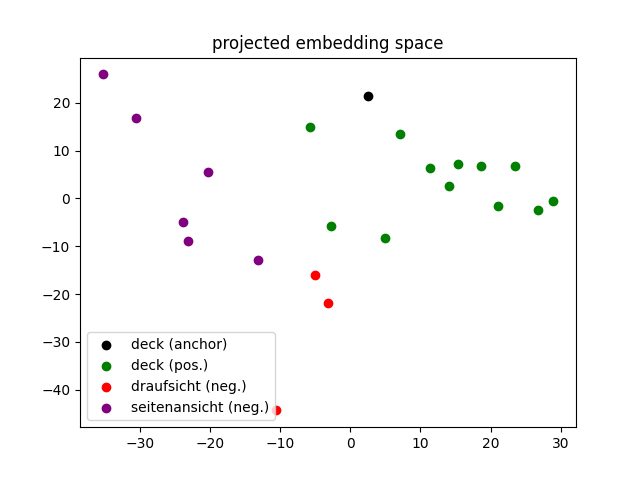 projected embedding space
20
10
0
−10
−20
−30
−40
deck (anchor)
deck (pos.)
draufsicht (neg.)
seitenansicht (neg.)
−30 −20 −10 0 10 20 30